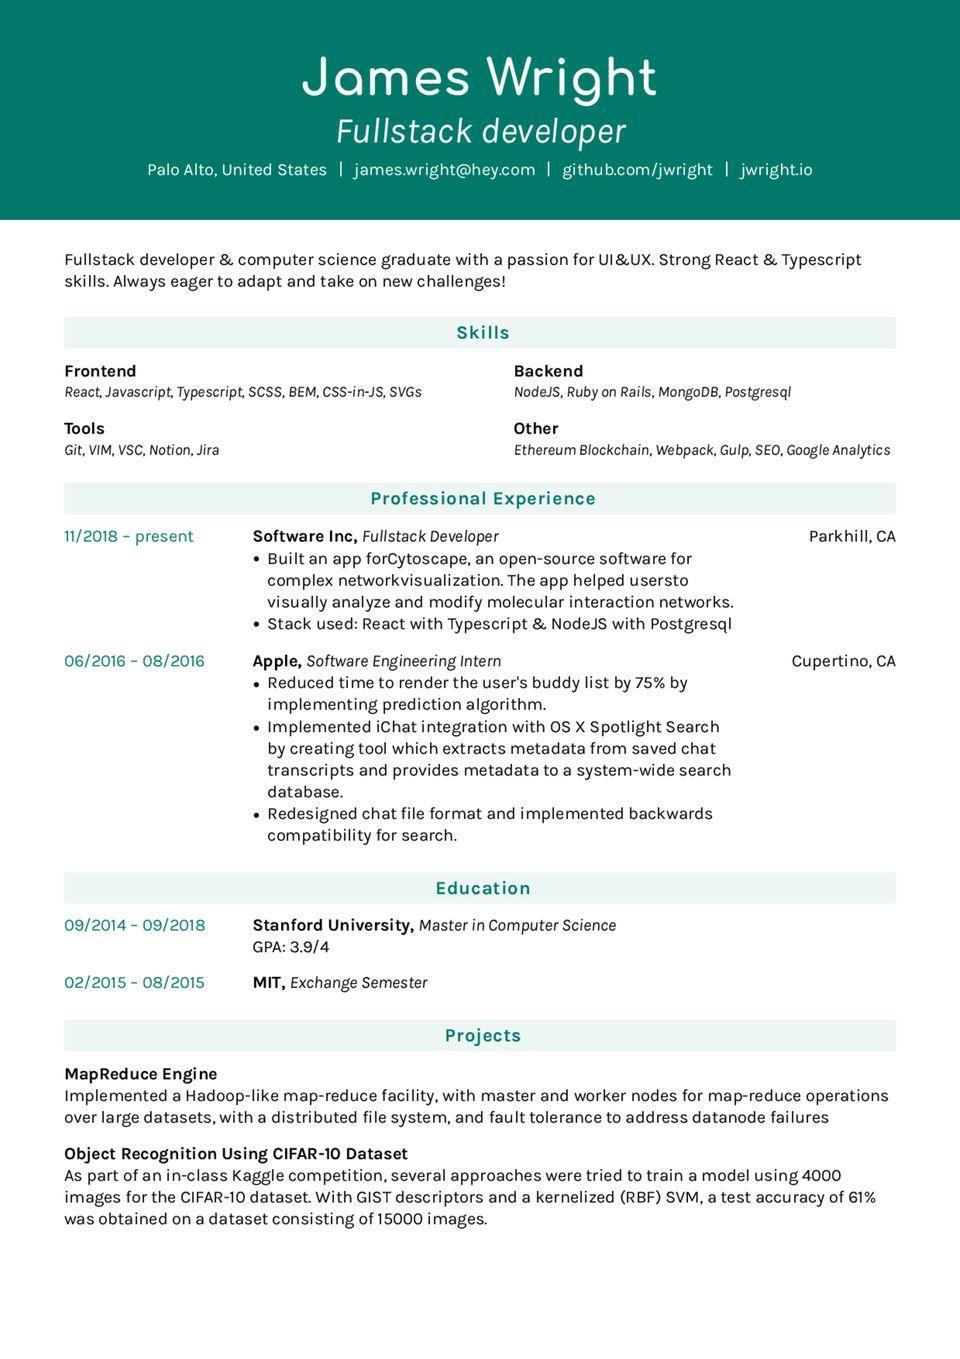 James Wright
Fullstack developer
Palo Alto, United States | james.wright@hey.com | github.com/jwright | jwright.io
Fullstack developer & computer science graduate with a passion for UI&UX. Strong React & Typescript
skills. Always eager to adapt and take on new challenges!
Skills
Frontend
React, Javascript, Typescript, SCSS, BEM, CSS-in-JS, SVGs
Backend
NodeJS, Ruby on Rails, MongoDB, Postgresql
Tools
Git, VIM, VSC, Notion, Jira
Other
Ethereum Blockchain, Webpack, Gulp, SEO, Google Analytics
Professional Experience
11/2018 – present Software Inc, Fullstack Developer Parkhill, CA
• Built an app forCytoscape, an open-source software for
complex networkvisualization. The app helped usersto
visually analyze and modify molecular interaction networks.
• Stack used: React with Typescript & NodeJS with Postgresql
06/2016 – 08/2016 Apple, Software Engineering Intern Cupertino, CA
• Reduced time to render the user's buddy list by 75% by
implementing prediction algorithm.
• Implemented iChat integration with OS X Spotlight Search
by creating tool which extracts metadata from saved chat
transcripts and provides metadata to a system-wide search
database.
• Redesigned chat file format and implemented backwards
compatibility for search.
Education
09/2014 – 09/2018 Stanford University, Master in Computer Science
GPA: 3.9/4
02/2015 – 08/2015 MIT, Exchange Semester
Projects
MapReduce Engine
Implemented a Hadoop-like map-reduce facility, with master and worker nodes for map-reduce operations
over large datasets, with a distributed file system, and fault tolerance to address datanode failures
Object Recognition Using CIFAR-10 Dataset
As part of an in-class Kaggle competition, several approaches were tried to train a model using 4000
images for the CIFAR-10 dataset. With GIST descriptors and a kernelized (RBF) SVM, a test accuracy of 61%
was obtained on a dataset consisting of 15000 images.